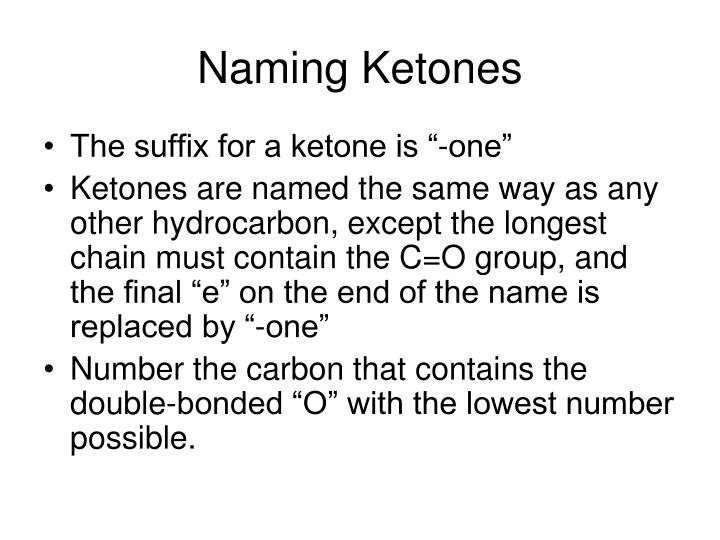 Naming Ketones
• The suffix for a ketone is “-one”
• Ketones are named the same way as any
other hydrocarbon, except the longest
chain must contain the C=O group, and
the final “e” on the end of the name is
replaced by “-one”
• Number the carbon that contains the
double-bonded “O” with the lowest number
possible.